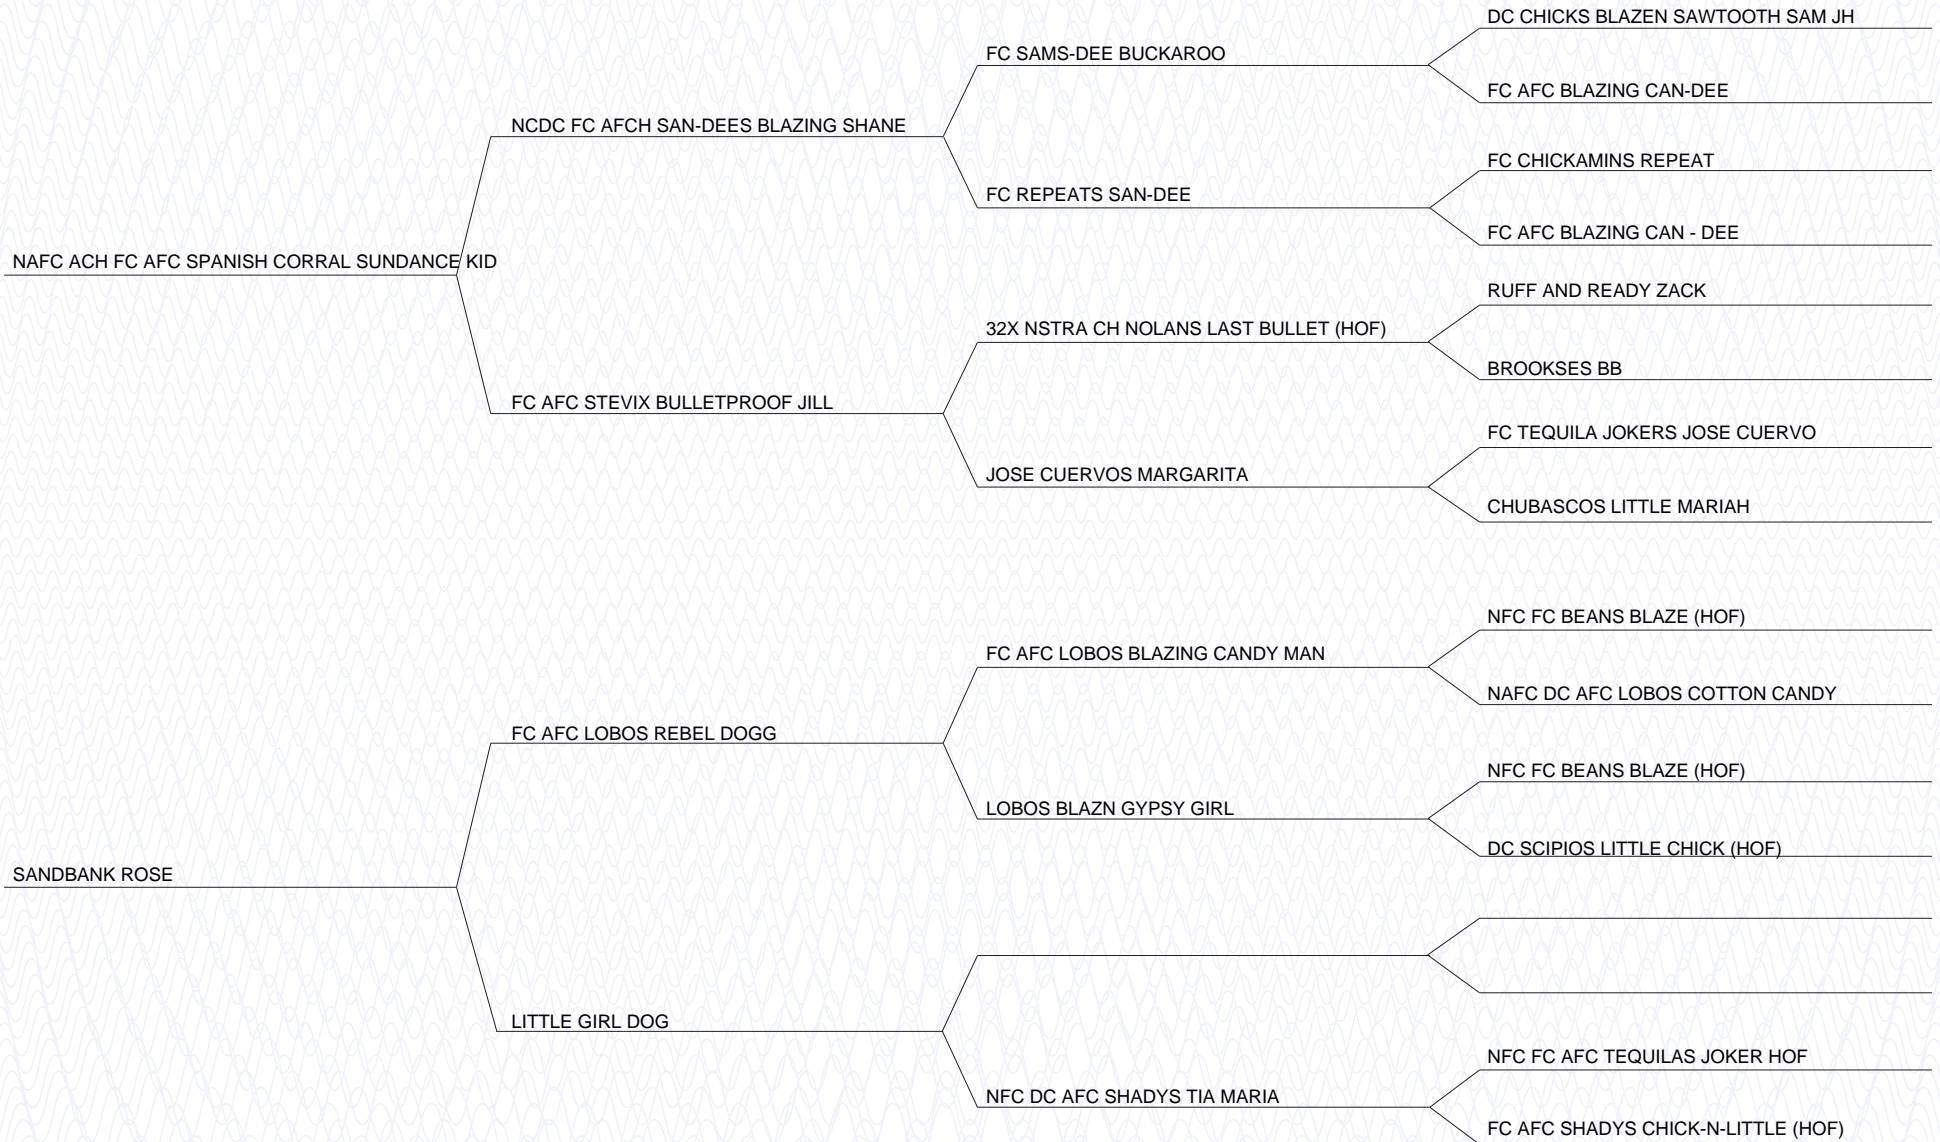 DC CHICKS BLAZEN SAWTOOTH SAM JH
FC SAMS-DEE BUCKAROO
FC AFC BLAZING CAN-DEE
NCDC FC AFCH SAN-DEES BLAZING SHANE
FC CHICKAMINS REPEAT
FC REPEATS SAN-DEE
FC AFC BLAZING CAN - DEE
NAFC ACH FC AFC SPANISH CORRAL SUNDANCE KID
RUFF AND READY ZACK
32X NSTRA CH NOLANS LAST BULLET (HOF)
BROOKSES BB
FC AFC STEVIX BULLETPROOF JILL
FC TEQUILA JOKERS JOSE CUERVO
JOSE CUERVOS MARGARITA
CHUBASCOS LITTLE MARIAH
NFC FC BEANS BLAZE (HOF)
FC AFC LOBOS BLAZING CANDY MAN
NAFC DC AFC LOBOS COTTON CANDY
FC AFC LOBOS REBEL DOGG
NFC FC BEANS BLAZE (HOF)
LOBOS BLAZN GYPSY GIRL
DC SCIPIOS LITTLE CHICK (HOF)
SANDBANK ROSE
LITTLE GIRL DOG
NFC FC AFC TEQUILAS JOKER HOF
NFC DC AFC SHADYS TIA MARIA
FC AFC SHADYS CHICK-N-LITTLE (HOF)